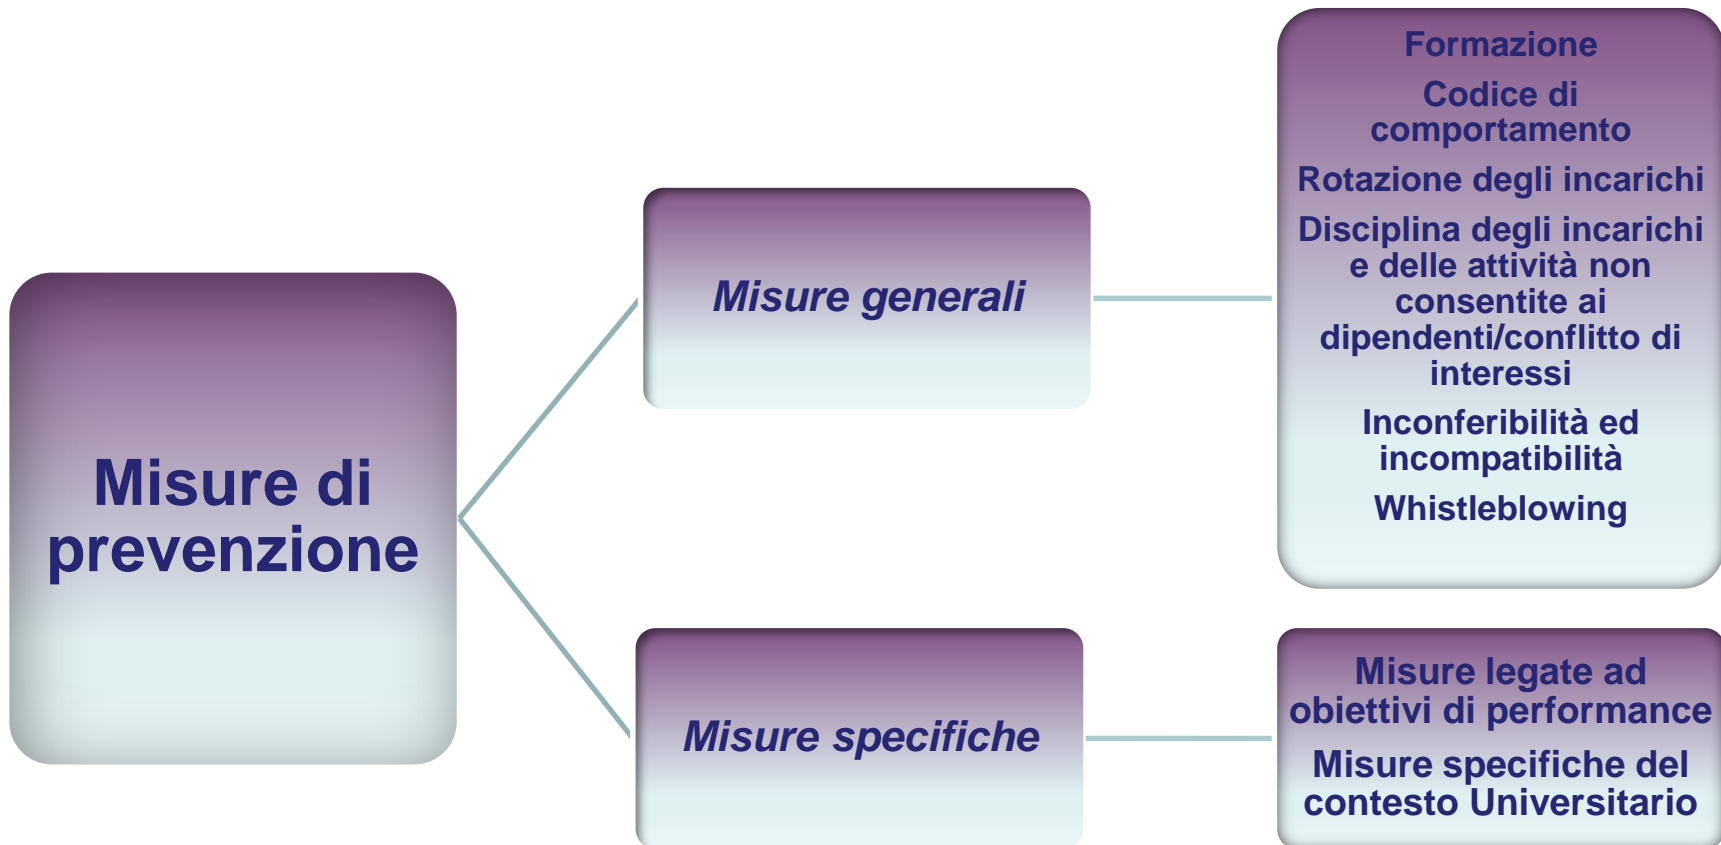 Misure di
prevenzione
Misure generali
Formazione
Codice di
comportamento
Rotazione degli incarichi
Disciplina degli incarichi
e delle attività non
consentite ai
dipendenti/conflitto di
interessi
Inconferibilità ed
incompatibilità
Whistleblowing
Misure specifiche
Misure legate ad
obiettivi di performance
Misure specifiche del
contesto Universitario